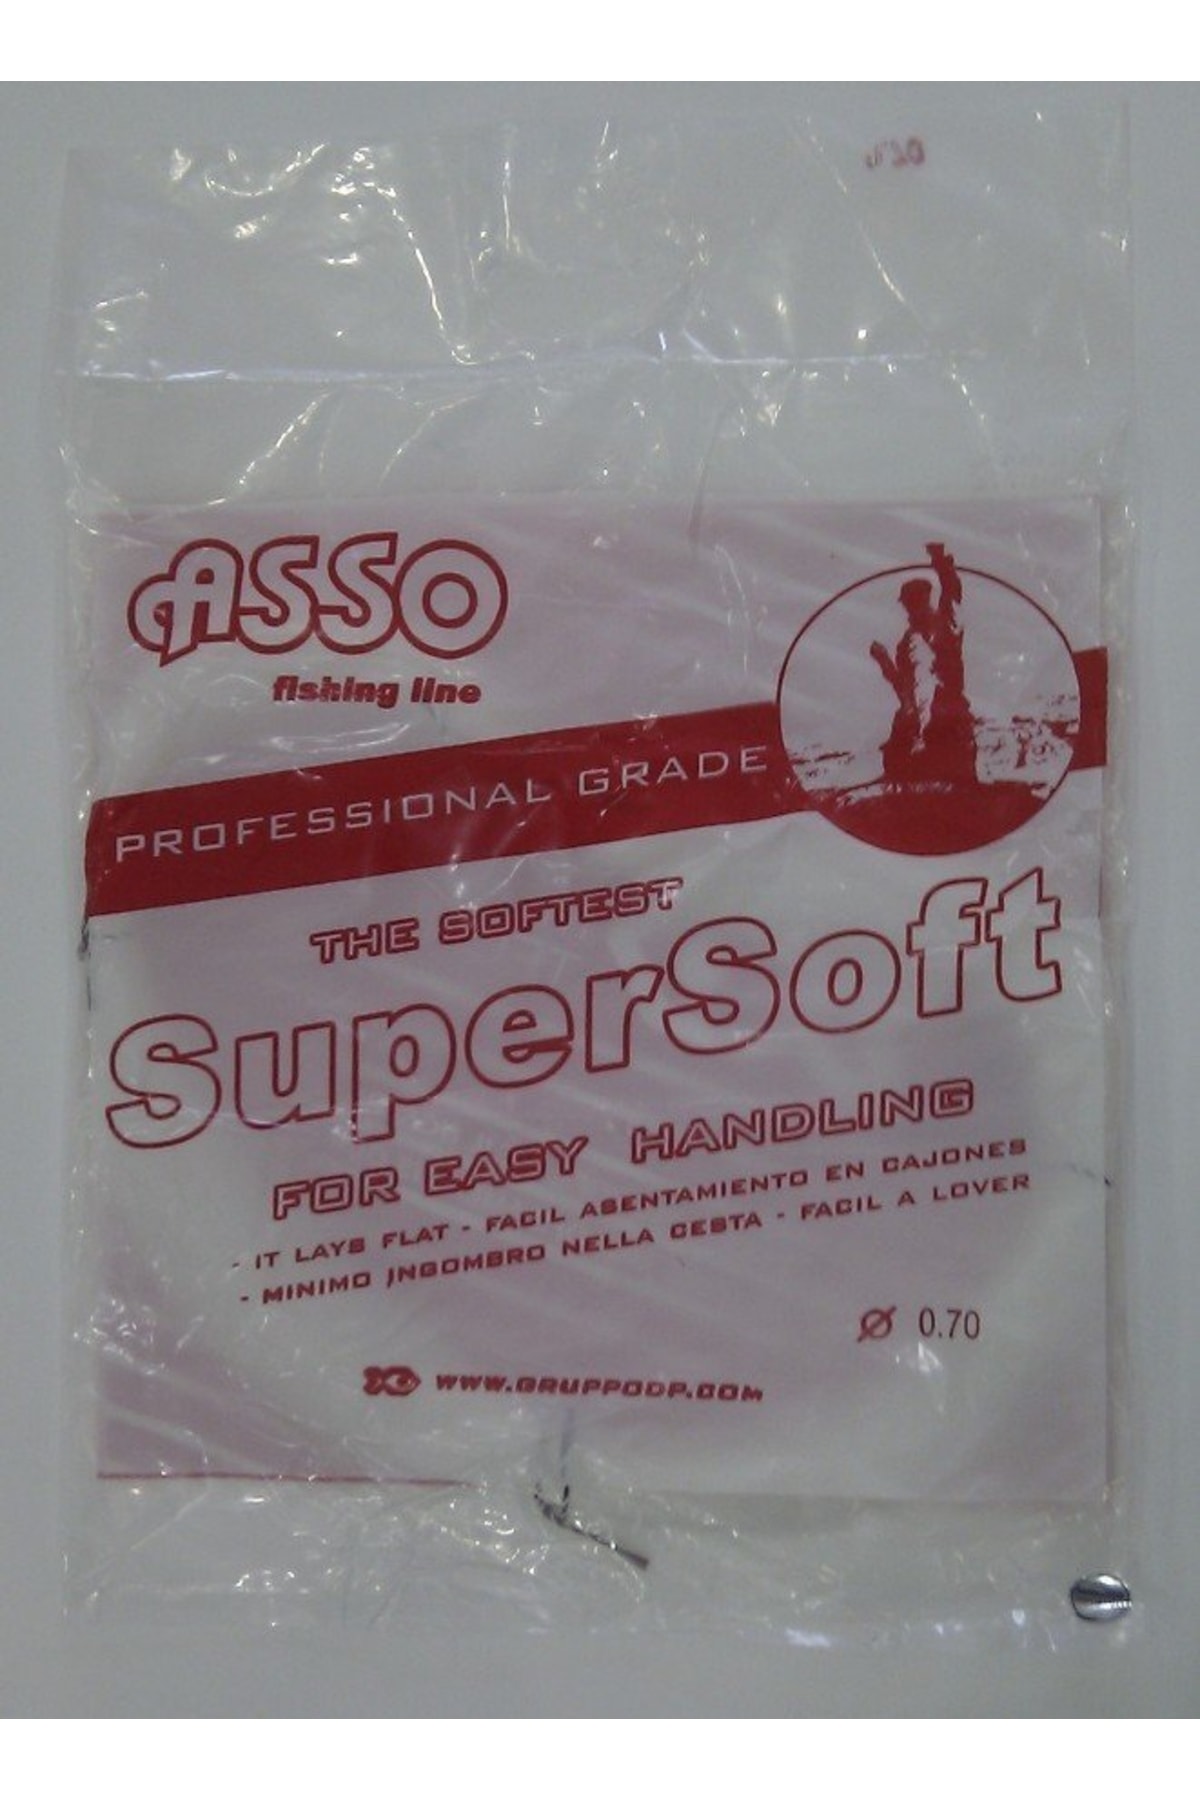 ASSO
fishing line
PROFESSIONAL GRADE
THE SOFTEST
SuperSoft
FOR EASY HANDLING
- IT LAYS FLAT - FACIL ASENTAMIENTO EN CAJONES
- MINIMO INGOMBRO NELLA CESTA - FACIL A LOVER
Ø 0.70
WWW.GRUPPODP.COM